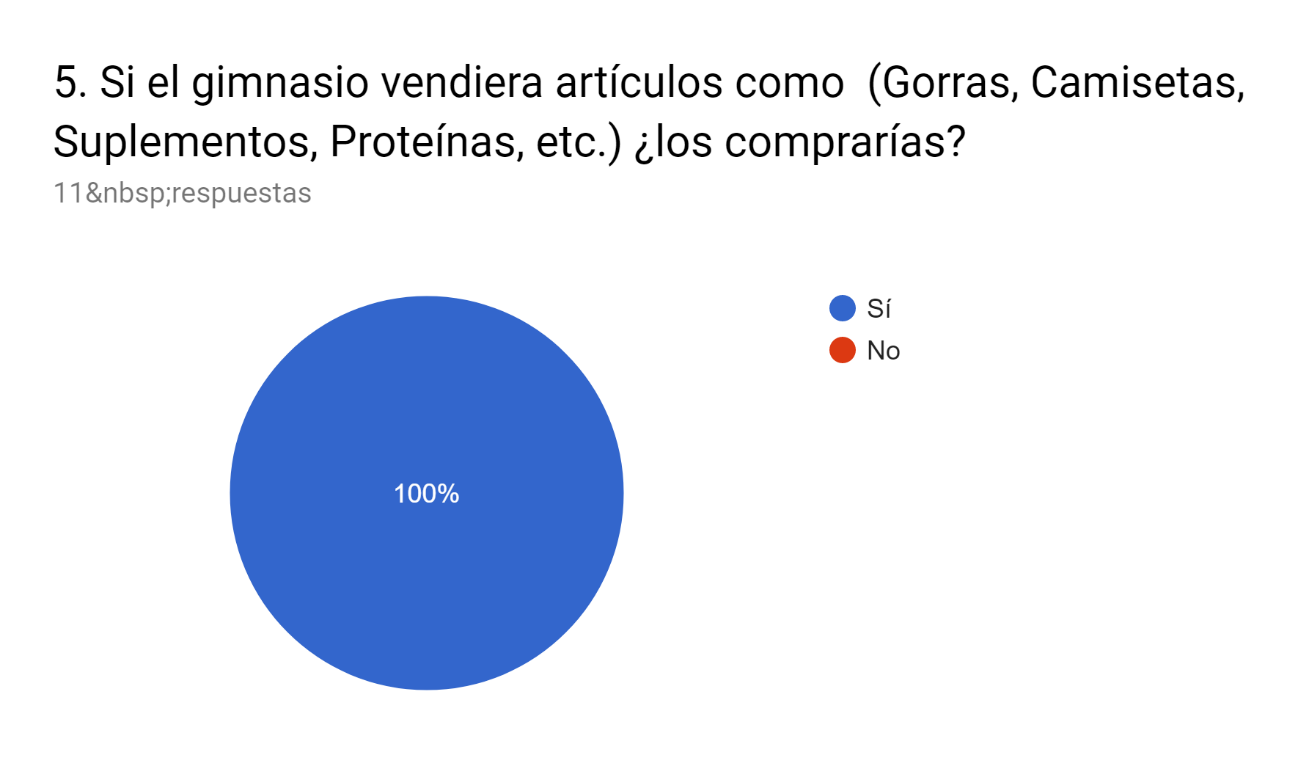 5. Si el gimnasio vendiera artículos como  (Gorras, Camisetas,
Suplementos, Proteínas, etc.) ¿los comprarías?
11&nbsp;respuestas
Sí
No
100%